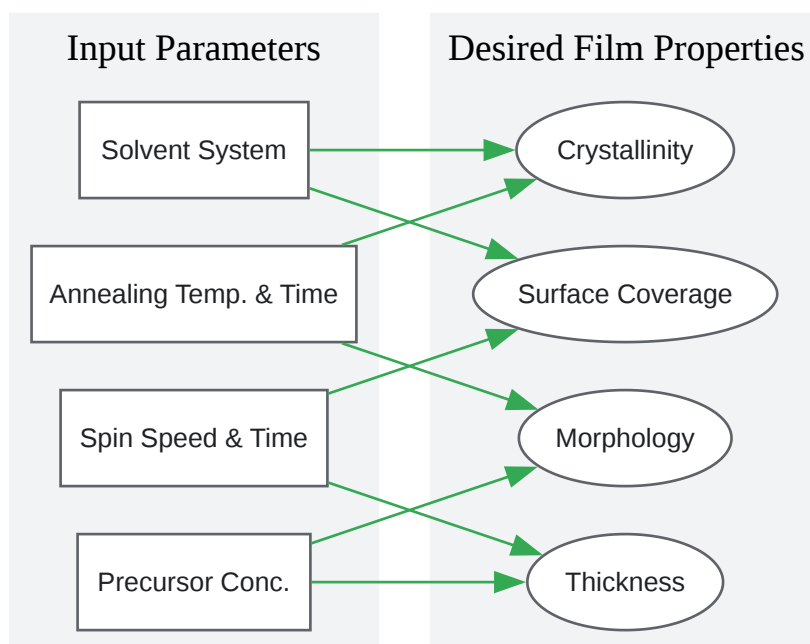 Input Parameters
Desired Film Properties
Solvent System
Crystallinity
Annealing Temp. & Time
Surface Coverage
Spin Speed & Time
Morphology
Precursor Conc.
Thickness